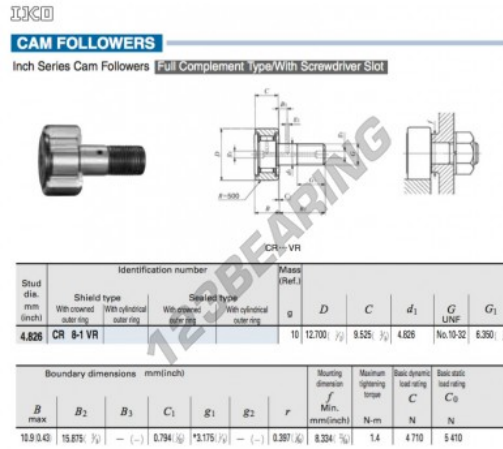 IKO
CAM FOLLOWERS
Inch Series Cam Followers Full Complement Type/With Screwdriver Slot
C
D
R=500
B
CR···VR
123BEARING
Identification number
Stud dia. mm (inch)
Shield type
Sealed type
With crowned outer ring
With cylindrical outer ring
With crowned outer ring
With cylindrical outer ring
Mass (Ref.) g
D
C
d1
G UNF
G1
4.826 CR 8-1 VR 10 12.700 9.525 4.826 No.10-32 6.350
Boundary dimensions mm(inch)
B max
B2
B3
C1
g1
g2
r
Mounting dimension f Min. mm(inch)
Maximum tightening torque N-m
Basic dynamic load rating C N
Basic static load rating C0 N
10.9(0.43) 15.875 — (—) 0.794 *3.175 — (—) 0.397 8.334 1.4 4 710 5 410